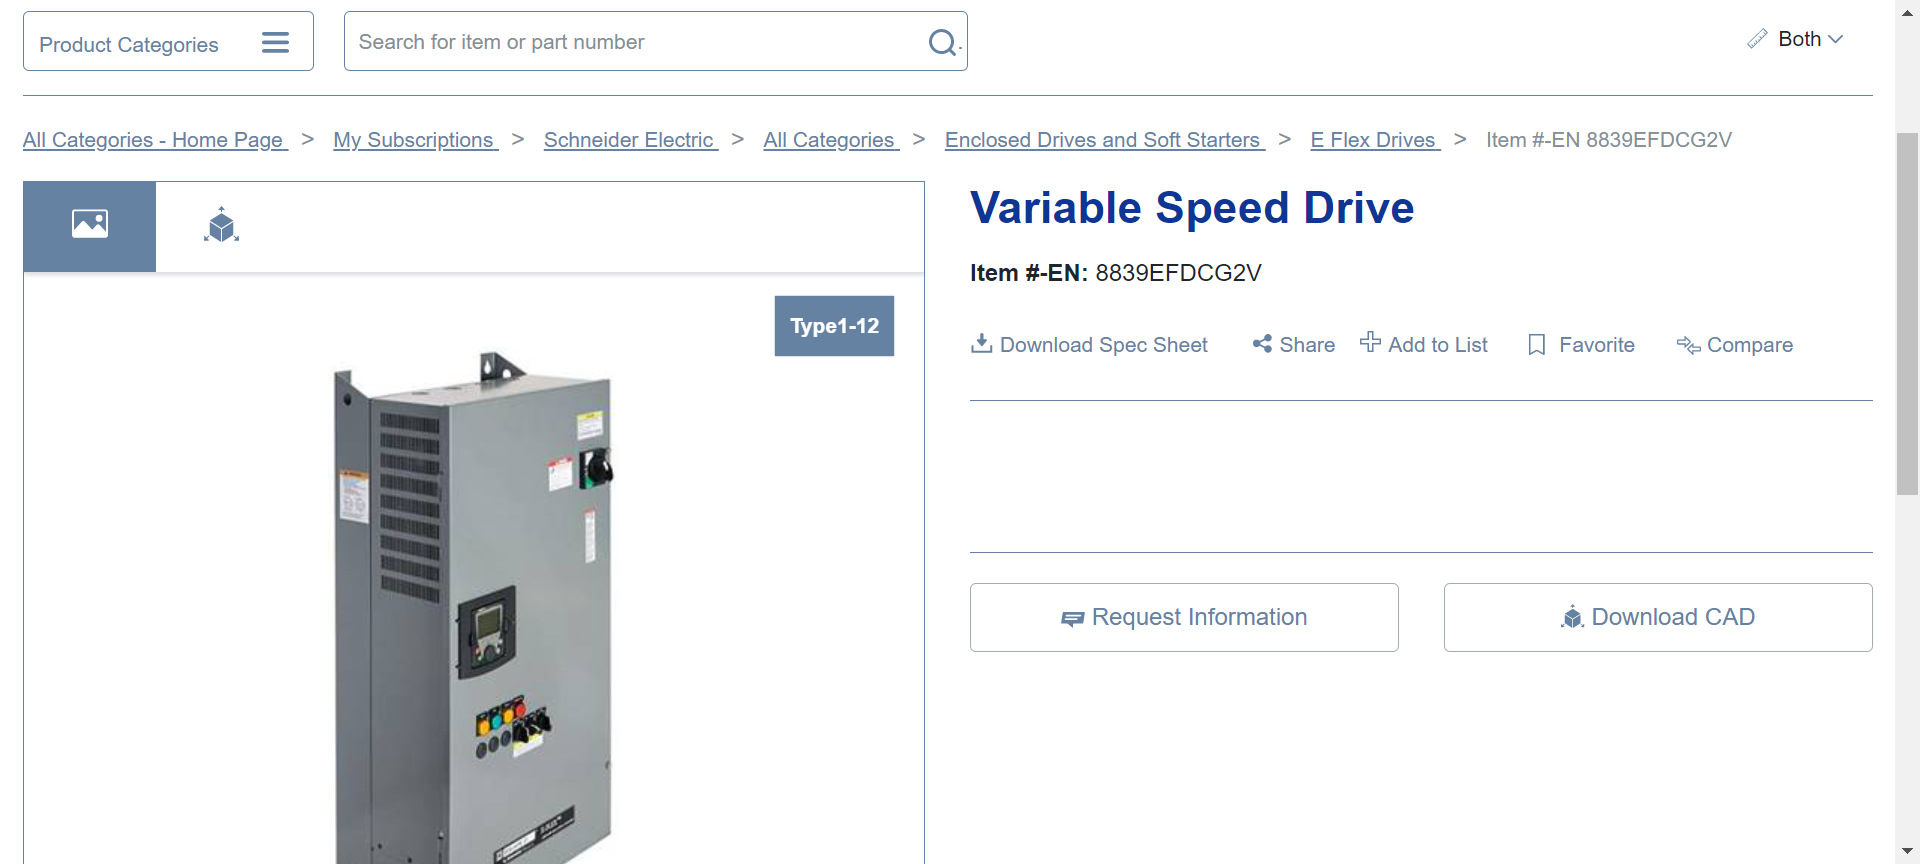 Product Categories
Search for item or part number
Both
All Categories - Home Page > My Subscriptions > Schneider Electric > All Categories > Enclosed Drives and Soft Starters > E Flex Drives > Item #-EN 8839EFDCG2V
Type1-12
Variable Speed Drive
Item #-EN: 8839EFDCG2V
Download Spec Sheet Share Add to List Favorite Compare
Request Information
Download CAD